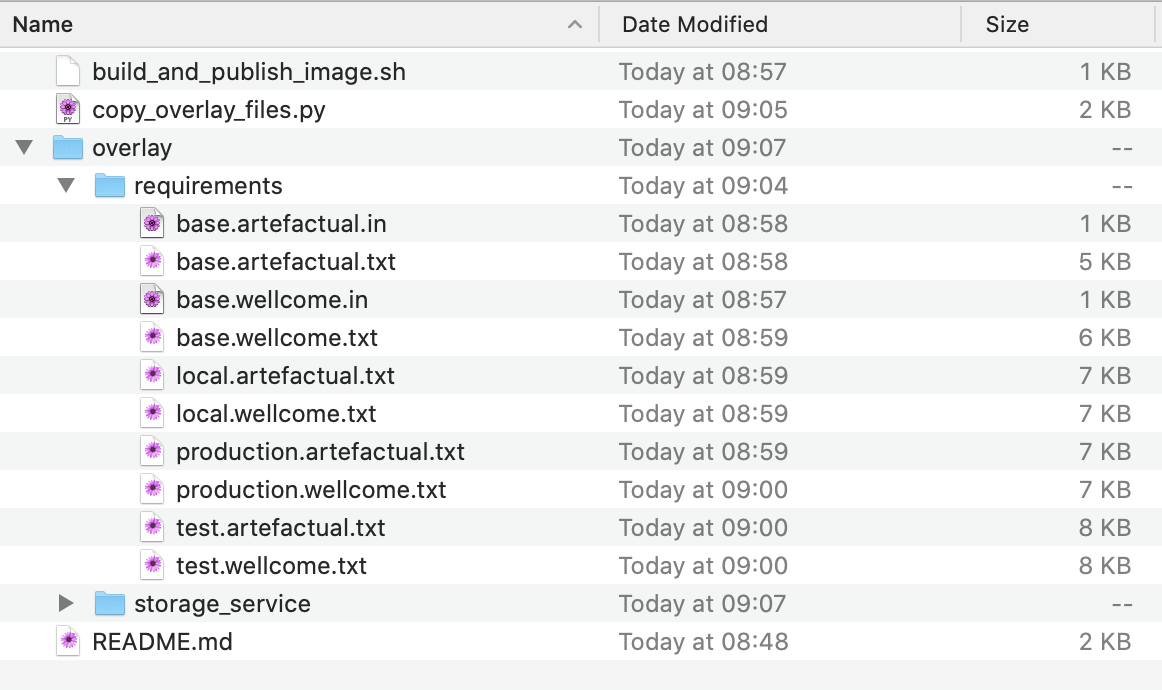 Name Date Modified Size
build_and_publish_image.sh Today at 08:57 1 KB
PY copy_overlay_files.py Today at 09:05 2 KB
overlay Today at 09:07 --
requirements Today at 09:04 --
base.artefactual.in Today at 08:58 1 KB
base.artefactual.txt Today at 08:58 5 KB
base.wellcome.in Today at 08:57 1 KB
base.wellcome.txt Today at 08:59 6 KB
local.artefactual.txt Today at 08:59 7 KB
local.wellcome.txt Today at 08:59 7 KB
production.artefactual.txt Today at 08:59 7 KB
production.wellcome.txt Today at 09:00 7 KB
test.artefactual.txt Today at 09:00 8 KB
test.wellcome.txt Today at 09:00 8 KB
storage_service Today at 09:07 --
README.md Today at 08:48 2 KB